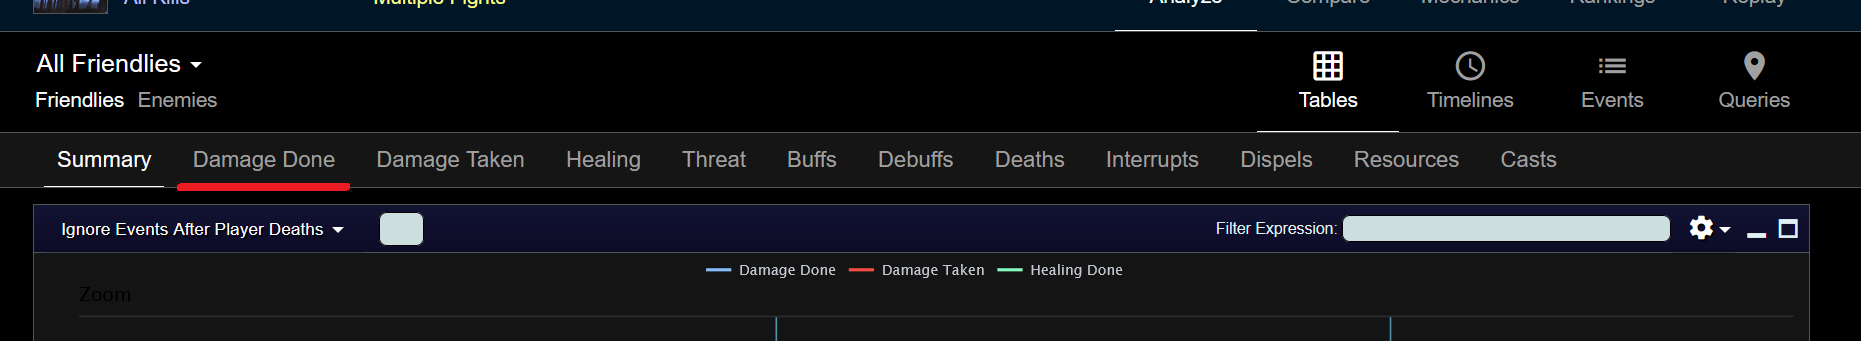 All Kills
Multiple Fights
Analyze Compare Mechanics Rankings Replay
All Friendlies
Friendlies Enemies
Tables Timelines Events Queries
Summary Damage Done Damage Taken Healing Threat Buffs Debuffs Deaths Interrupts Dispels Resources Casts
Ignore Events After Player Deaths
Filter Expression:
Damage Done Damage Taken Healing Done
Zoom